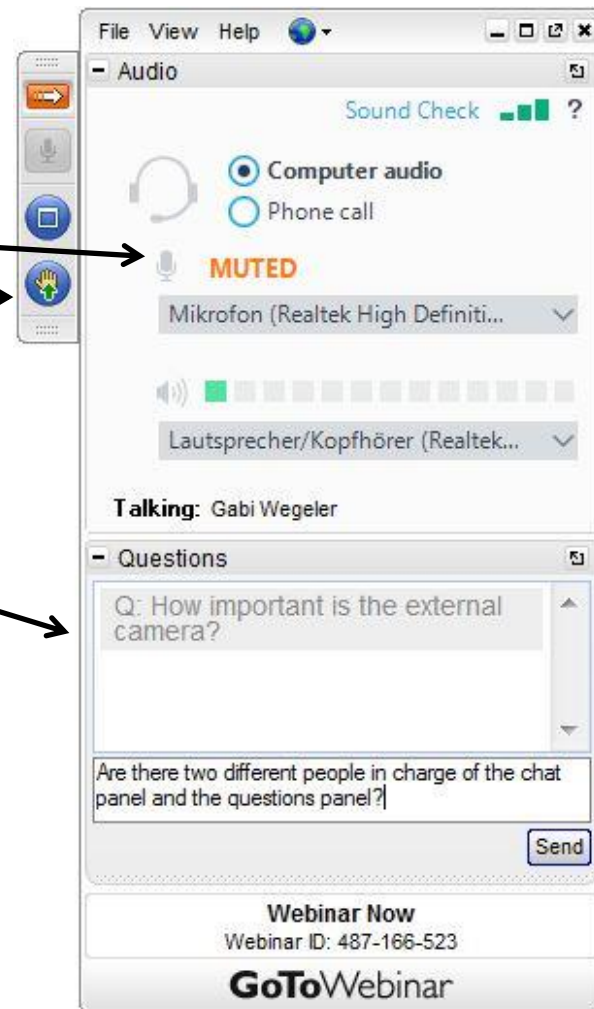 File View Help
Audio
Sound Check ?
Computer audio
Phone call
MUTED
Mikrofon (Realtek High Definiti...
Lautsprecher/Kopfhörer (Realtek...
Talking: Gabi Wegeler
Questions
Q: How important is the external
camera?
Are there two different people in charge of the chat
panel and the questions panel?
Send
Webinar Now
Webinar ID: 487-166-523
GoToWebinar